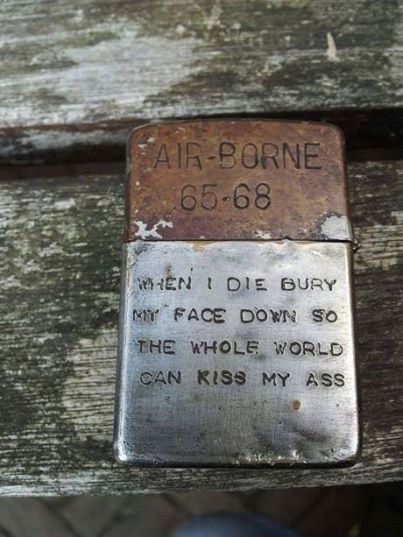 AIR-BORNE
65-68
WHEN I DIE BURY
MY FACE DOWN SO
THE WHOLE WORLD
CAN KISS MY ASS